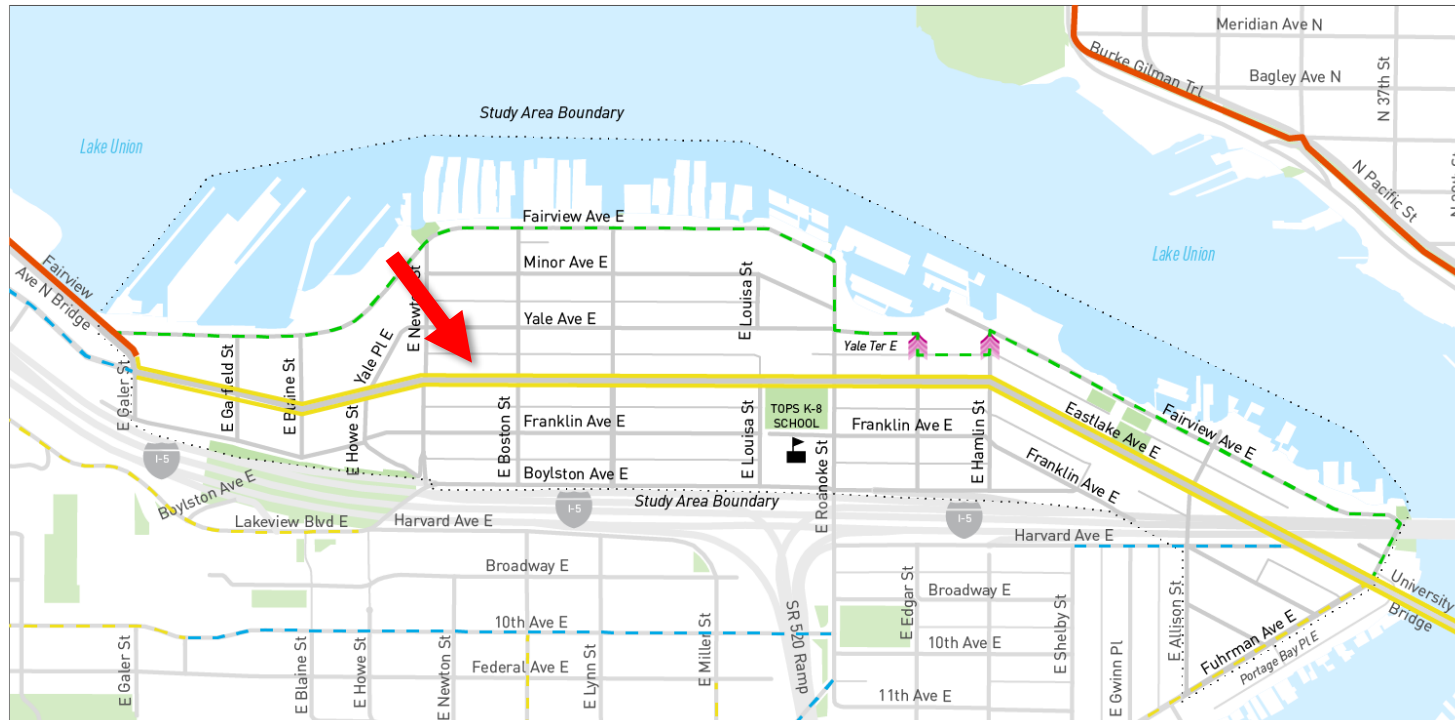 Meridian Ave N
Burke Gilman Trl
Bagley Ave N
N 37th St
Study Area Boundary
Lake Union
N Pacific St
Fairview Ave E
Lake Union
Minor Ave E
Fairview
Ave N Bridge
E Louisa St
Yale Ave E
Yale Pl E
Yale Ter E
E Galer St
E Garfield St
E Blaine St
E Howe St
E Boston St
Franklin Ave E
E Louisa St
TOPS K-8
SCHOOL
Franklin Ave E
E Hamlin St
Eastlake Ave E
Fairview Ave E
Franklin Ave E
I-5
Boylston Ave E
Boylston Ave E
Study Area Boundary
E Roanoke St
I-5
I-5
Lakeview Blvd E
Harvard Ave E
Harvard Ave E
Broadway E
Broadway E
E Edgar St
University
Bridge
10th Ave E
SR 520 Ramp
10th Ave E
E Shelby St
E Gwinn Pl
E Allison St
Fuhrman Ave E
Portage Bay Pl E
E Galer St
E Blaine St
E Howe St
E Newton St
Federal Ave E
E Lynn St
E Miller St
11th Ave E